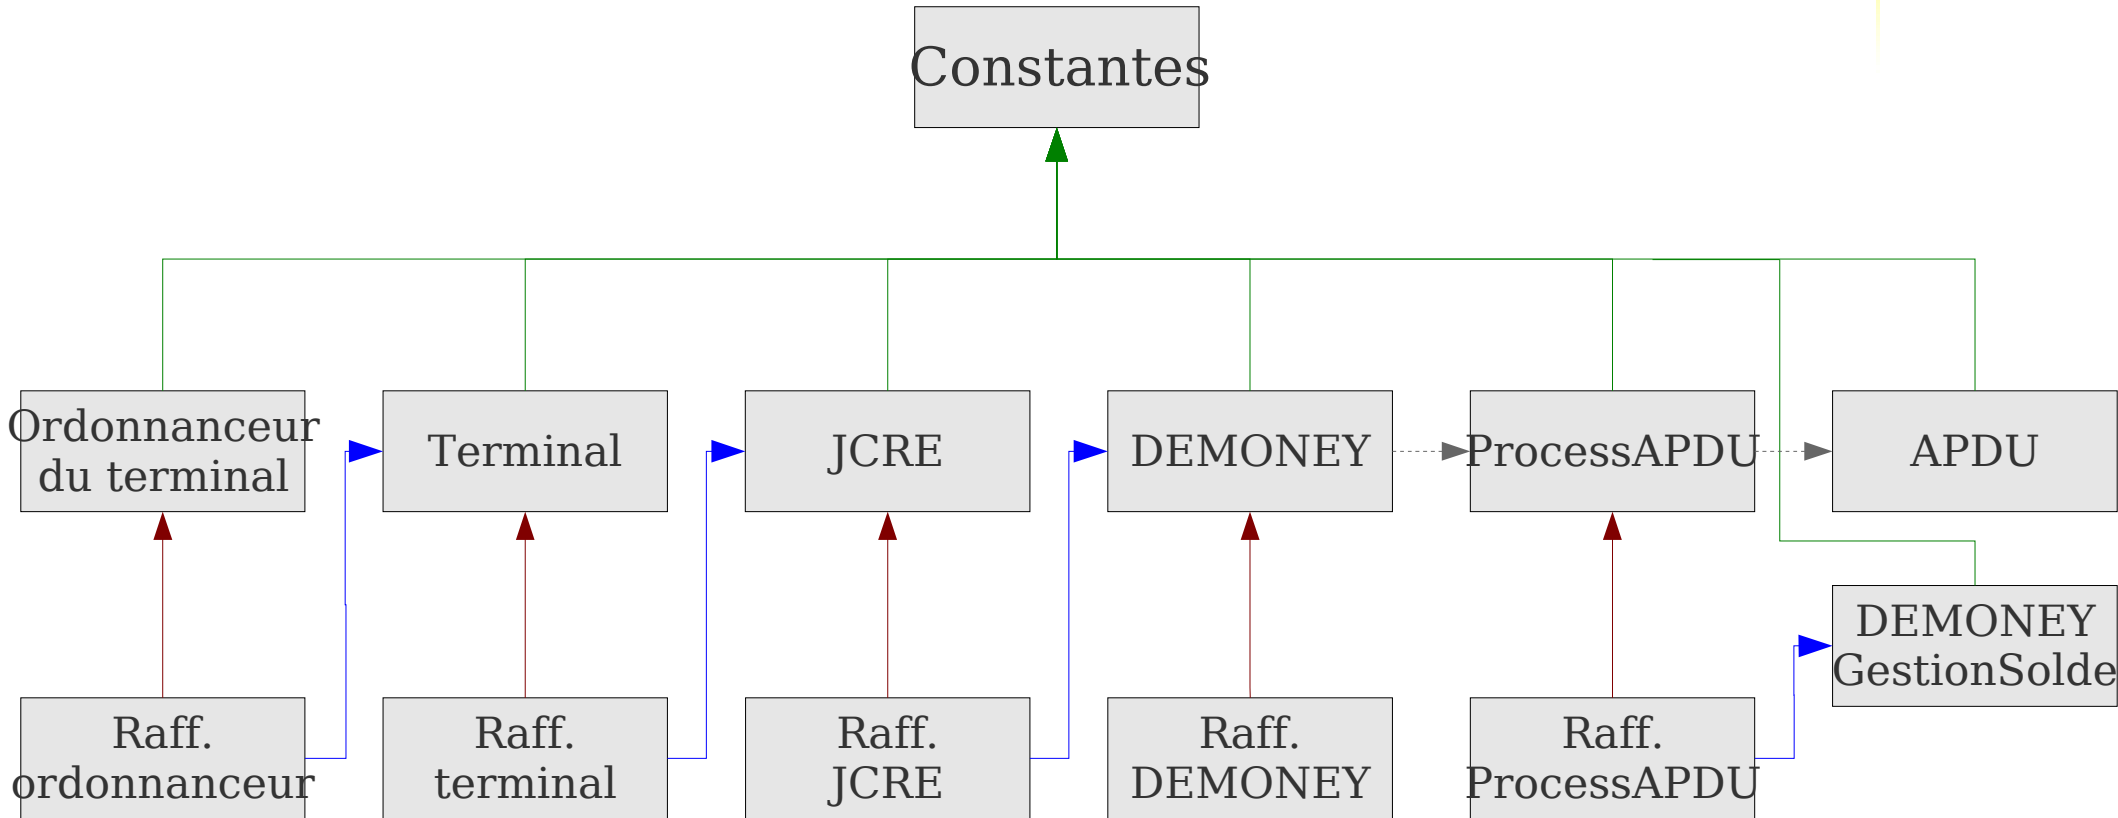 Constantes
Ordonnanceur
du terminal
Terminal
JCRE
DEMONEY
ProcessAPDU
APDU
DEMONEY
GestionSolde
Raff.
ordonnanceur
Raff.
terminal
Raff.
JCRE
Raff.
DEMONEY
Raff.
ProcessAPDU